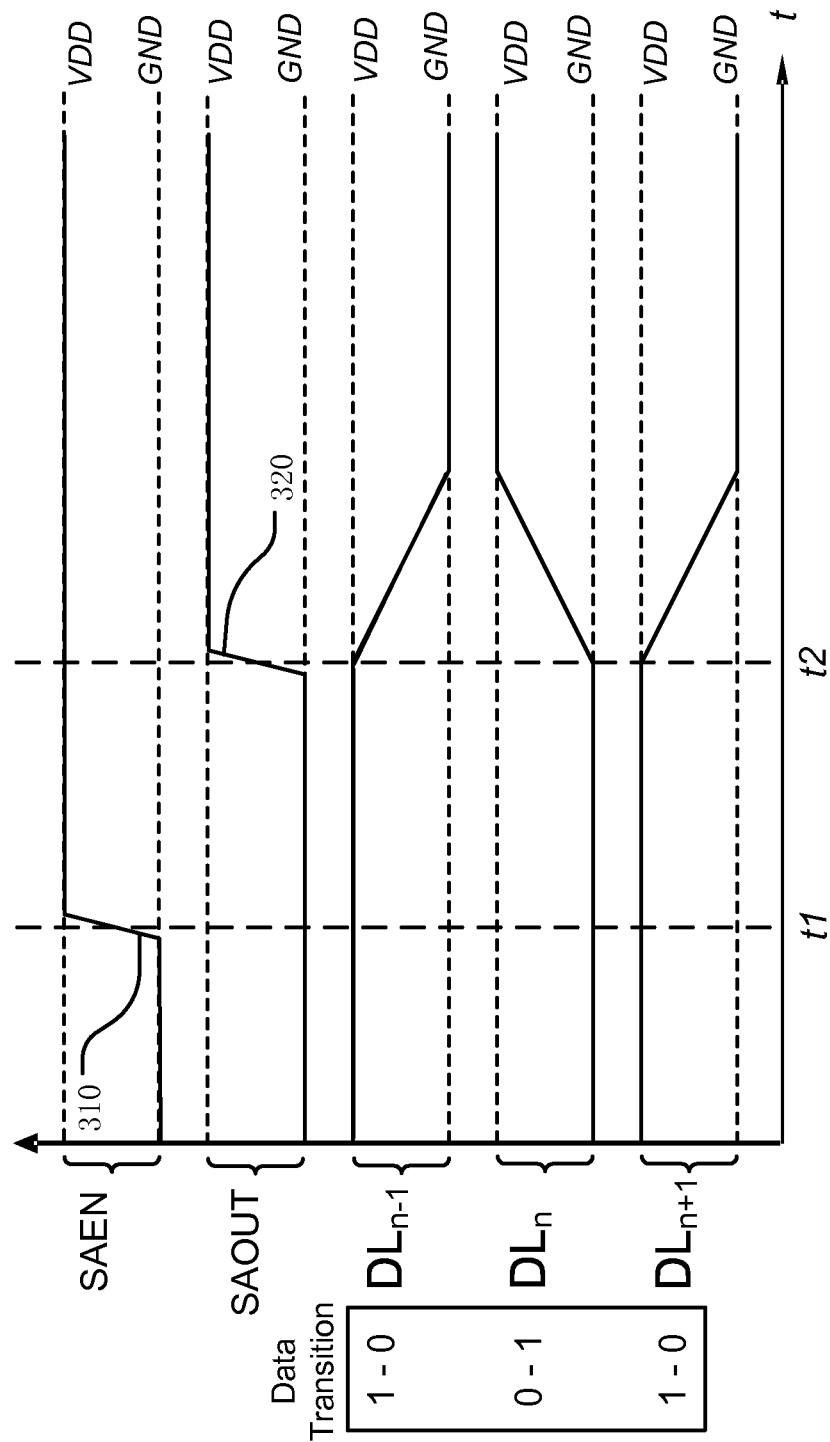 SAEN
310
VDD
GND
SAOUT
320
VDD
GND
Data
Transition
1 - 0
DLn-1
VDD
GND
0 - 1
DLn
VDD
GND
1 - 0
DLn+1
VDD
GND
t1
t2
t